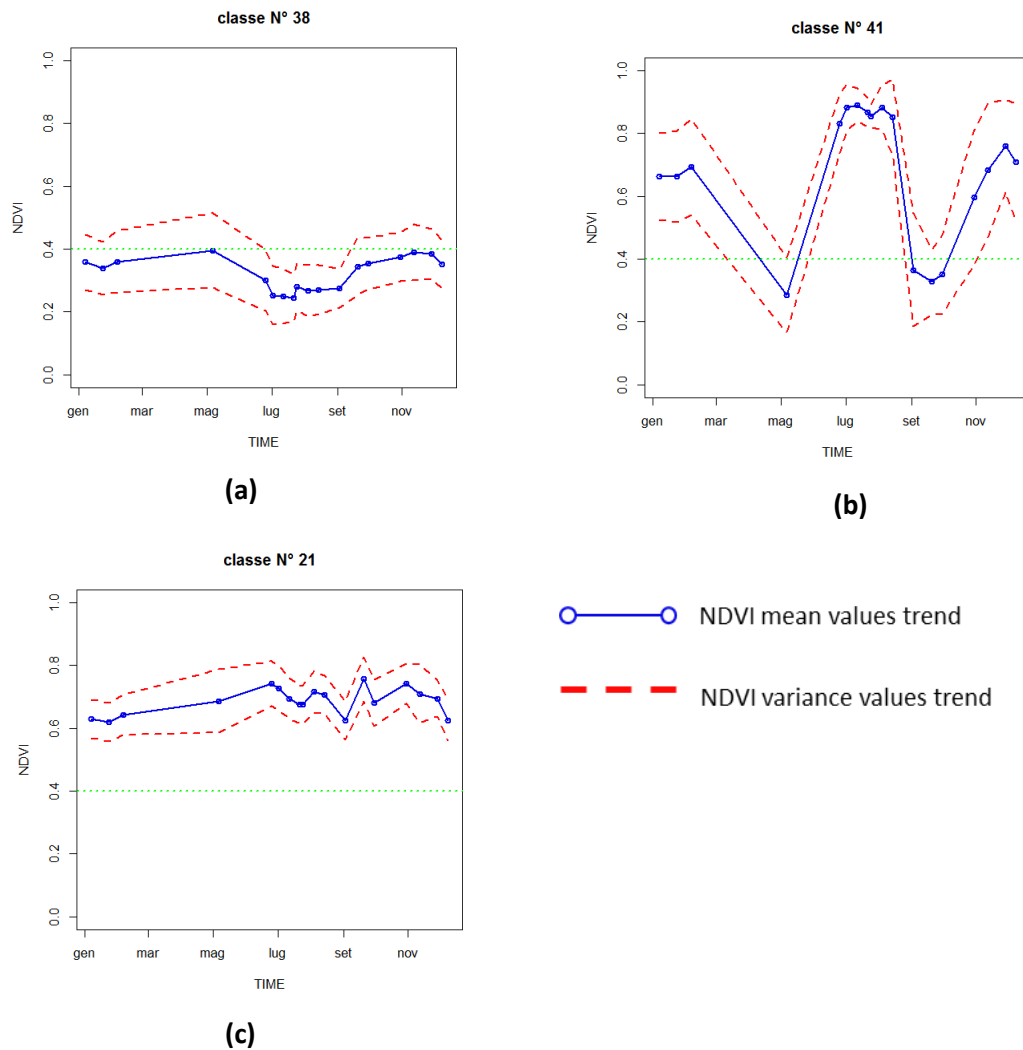 classe N° 38
NDVI
1.0
0.8
0.6
0.4
0.2
0.0
gen mar mag lug set nov
TIME
(a)
classe N° 41
NDVI
1.0
0.8
0.6
0.4
0.2
0.0
gen mar mag lug set nov
TIME
(b)
classe N° 21
NDVI
1.0
0.8
0.6
0.4
0.2
0.0
gen mar mag lug set nov
TIME
(c)
NDVI mean values trend
NDVI variance values trend